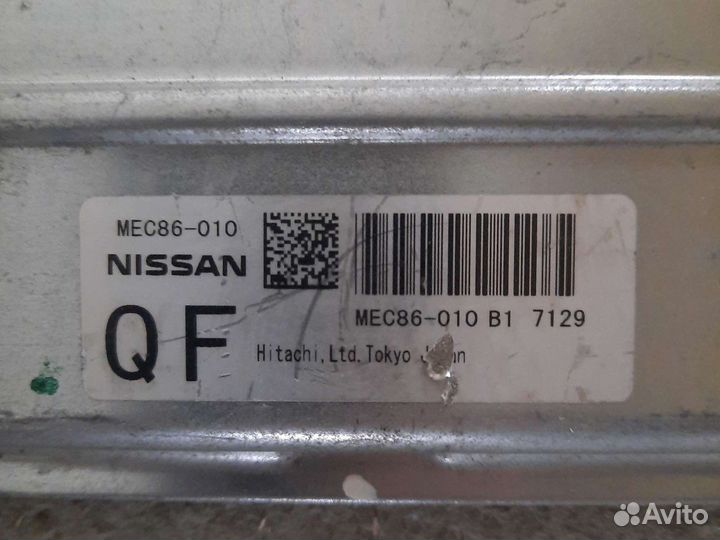 MEC86-010
NISSAN
QF
MEC86-010 B1 7129
Hitachi, Ltd. Tokyo
Avito